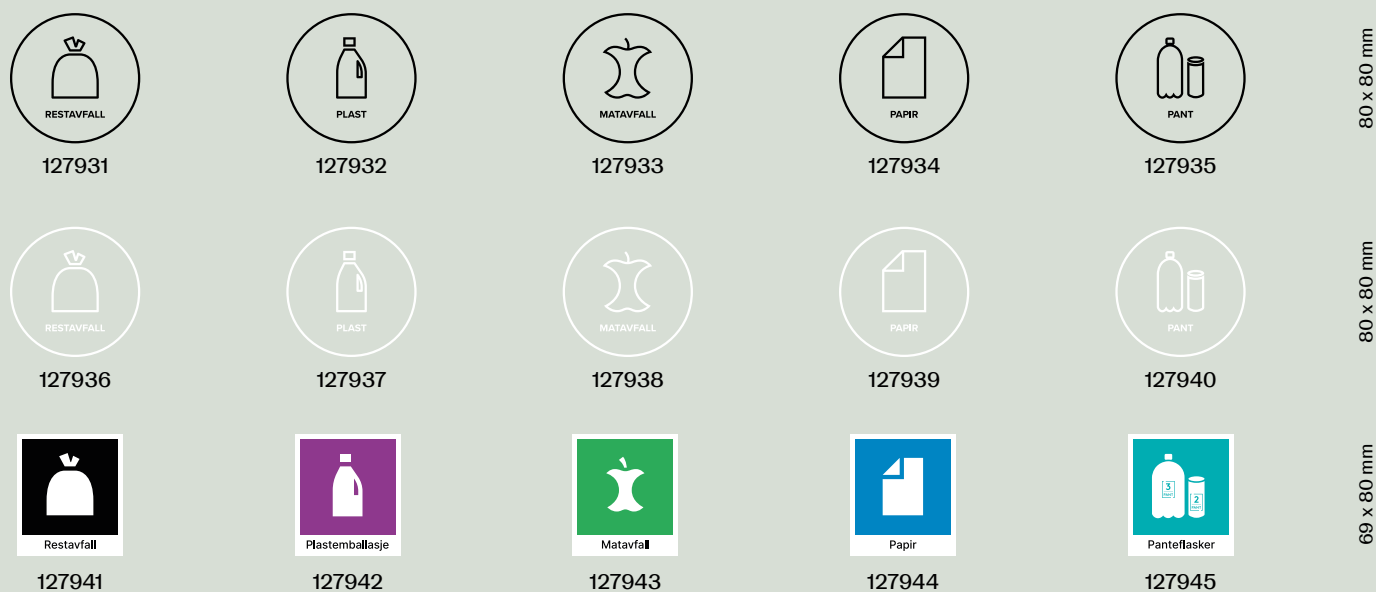 RESTAVFALL
PLAST
MATAVFALL
PAPIR
PANT
80 x 80 mm
127931
127932
127933
127934
127935
RESTAVFALL
PLAST
MATAVFALL
PAPIR
PANT
80 x 80 mm
127936
127937
127938
127939
127940
3
PANT
2
PANT
Restavfall
Plastemballasje
Matavfall
Papir
Panteflasker
69 x 80 mm
127941
127942
127943
127944
127945